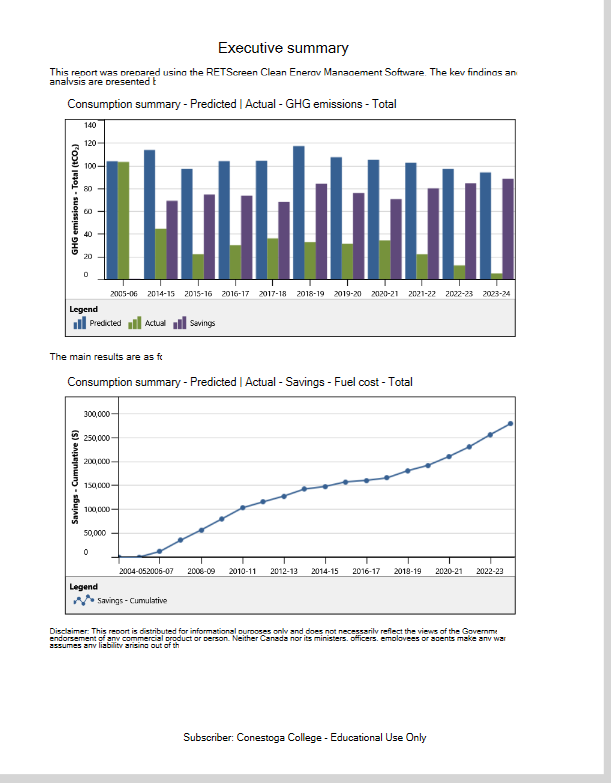 Executive summary
This report was prepared using the RETScreen Clean Energy Management Software. The key findings an
analysis are presented b
Consumption summary - Predicted | Actual - GHG emissions - Total
GHG emissions - Total (tCO₂)
140
120
100
80
60
40
20
0
2005-06 2014-15 2015-16 2016-17 2017-18 2018-19 2019-20 2020-21 2021-22 2022-23 2023-24
Legend
Predicted Actual Savings
The main results are as fo
Consumption summary - Predicted | Actual - Savings - Fuel cost - Total
Savings - Cumulative ($)
300,000
250,000
200,000
150,000
100,000
50,000
0
2004-05 2006-07 2008-09 2010-11 2012-13 2014-15 2016-17 2018-19 2020-21 2022-23
Legend
Savings - Cumulative
Disclaimer: This report is distributed for informational purposes only and does not necessarily reflect the views of the Governme
endorsement of any commercial product or person. Neither Canada nor its ministers, officers, employees or agents make any war
assumes any liability arising out of th
Subscriber: Conestoga College - Educational Use Only